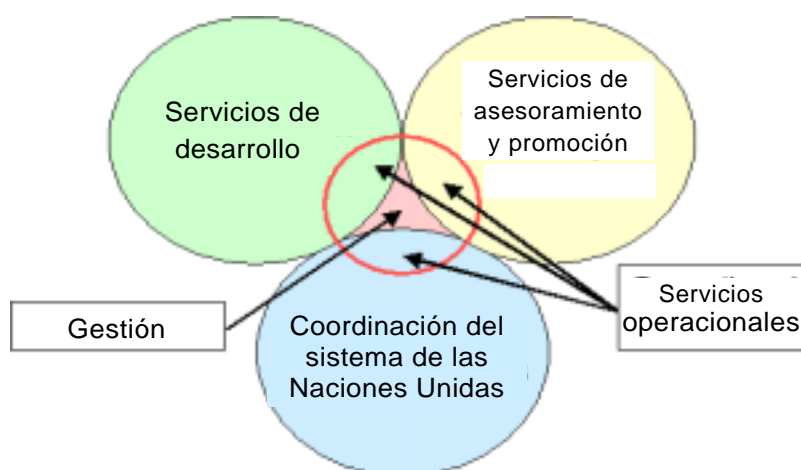 Servicios de
desarrollo
Servicios de
asesoramiento
y promoción
Gestión
Coordinación del
sistema de las
Naciones Unidas
Servicios
operacionales